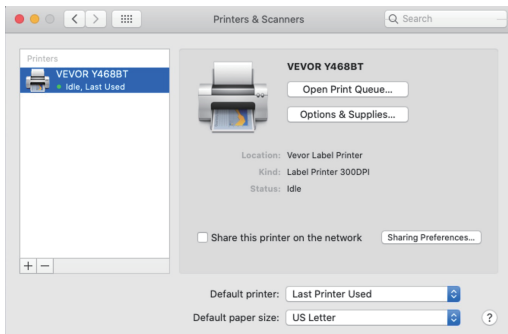 Printers & Scanners
Search
Printers
VEVOR Y468BT
Idle, Last Used
VEVOR Y468BT
Open Print Queue...
Options & Supplies...
Location: Vevor Label Printer
Kind: Label Printer 300DPI
Status: Idle
Share this printer on the network
Sharing Preferences...
+ −
Default printer: Last Printer Used
Default paper size: US Letter
?